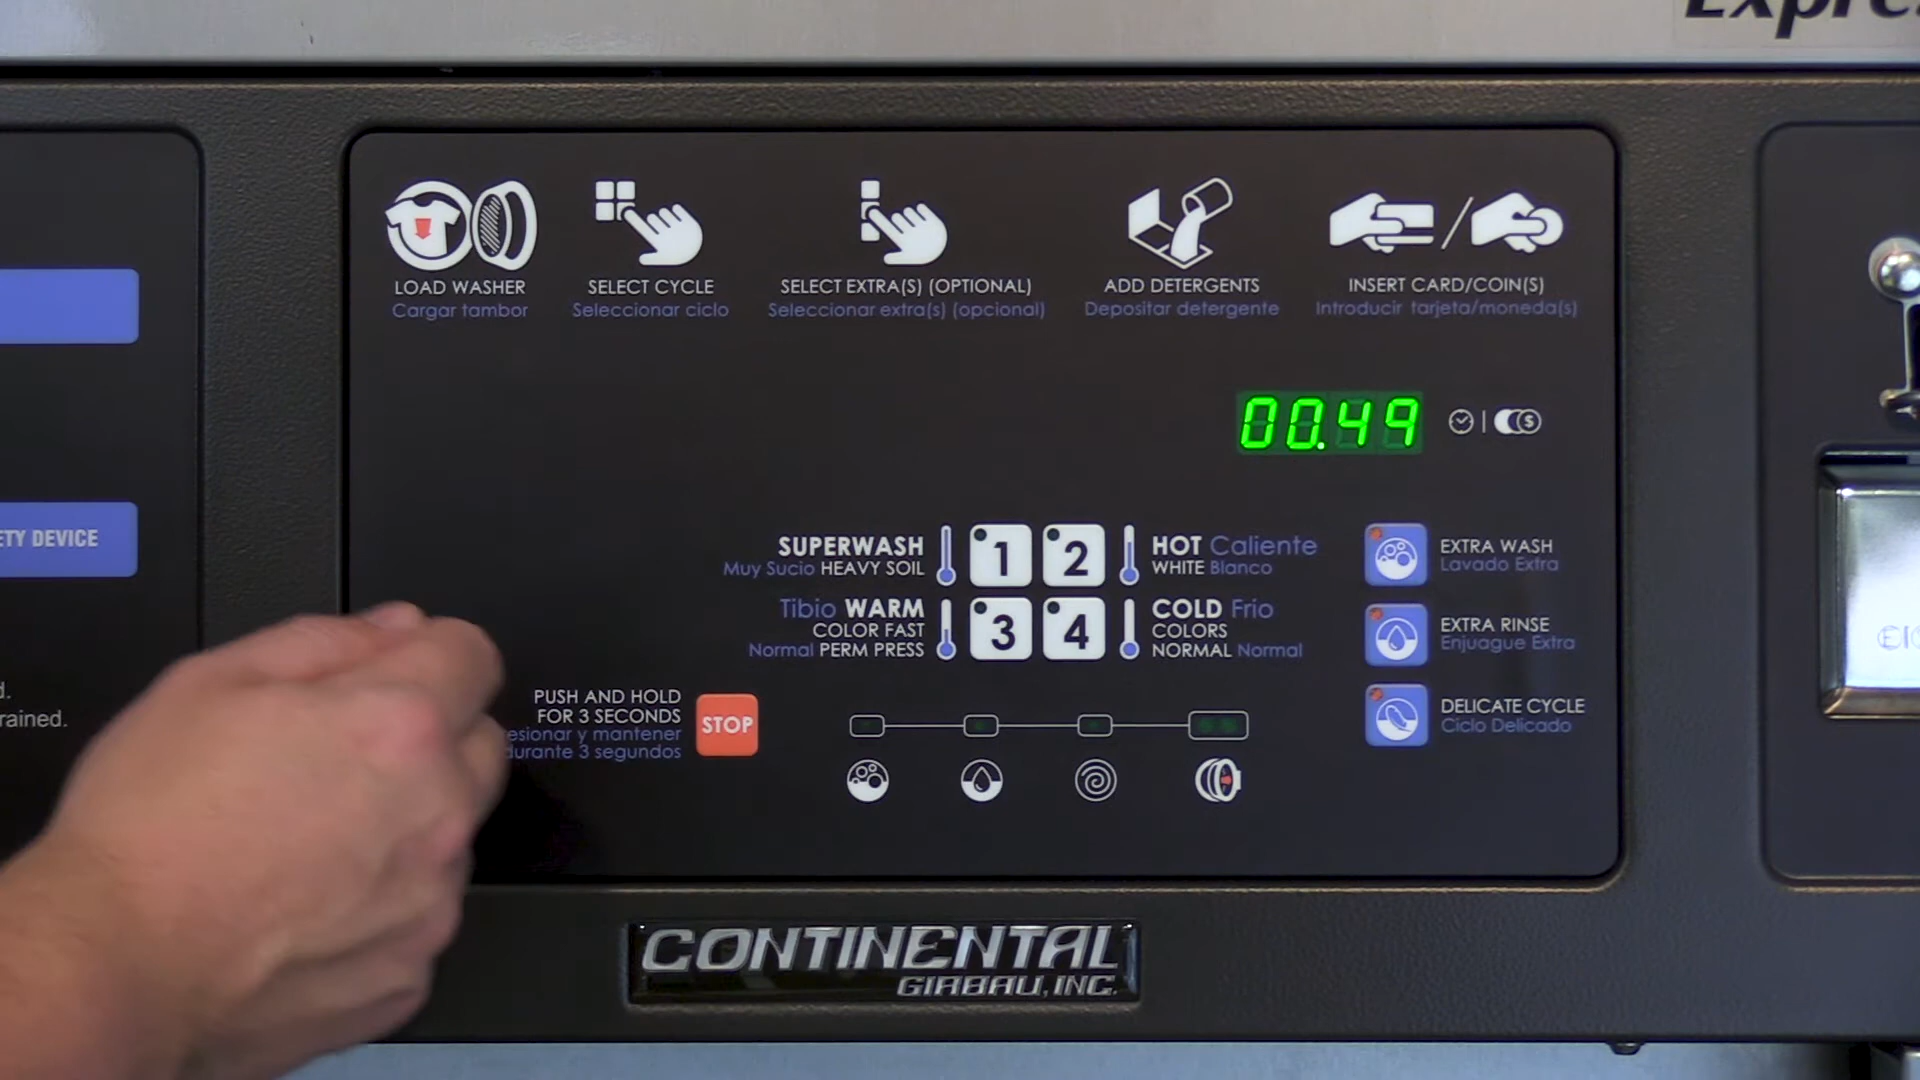 LOAD WASHER
Cargar tambor
SELECT CYCLE
Seleccionar ciclo
SELECT EXTRA(S) (OPTIONAL)
Seleccionar extra(s) (opcional)
ADD DETERGENTS
Depositar detergente
INSERT CARD/COIN(S)
Introducir tarjeta/moneda(s)
00.49
$
ETY DEVICE
SUPERWASH
Muy Sucio HEAVY SOIL
1
2
HOT Caliente
WHITE Blanco
Tibio WARM
COLOR FAST
Normal PERM PRESS
3
4
COLD Frio
COLORS
NORMAL Normal
EXTRA WASH
Lavado Extra
EXTRA RINSE
Enjuague Extra
DELICATE CYCLE
Ciclo Delicado
PUSH AND HOLD
FOR 3 SECONDS
esionar y mantener
durante 3 segundos
STOP
d.
rained.
CONTINENTAL
GIRBAU, INC.